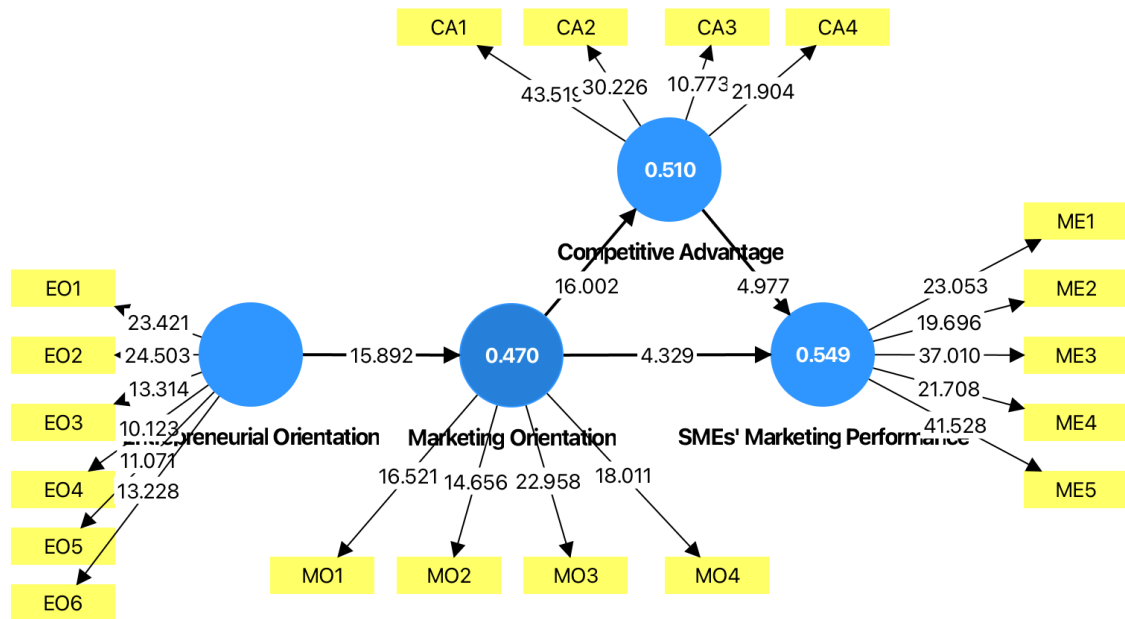 CA1
CA2
CA3
CA4
43.519
30.226
10.773
21.904
0.510
Competitive Advantage
16.002
4.977
EO1
EO2
EO3
EO4
EO5
EO6
23.421
24.503
13.314
10.123
11.071
13.228
Entrepreneurial Orientation
15.892
0.470
Marketing Orientation
4.329
0.549
SMEs' Marketing Performance
16.521
14.656
22.958
18.011
MO1
MO2
MO3
MO4
23.053
19.696
37.010
21.708
41.528
ME1
ME2
ME3
ME4
ME5